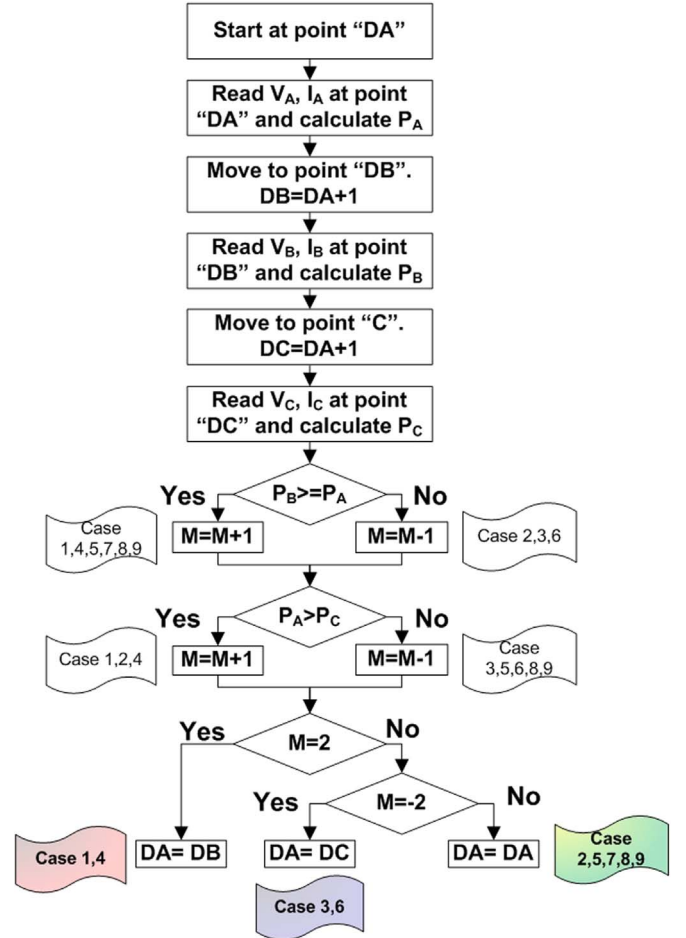 Start at point “DA”
Read VA, IA at point
“DA” and calculate PA
Move to point “DB”.
DB=DA+1
Read VB, IB at point
“DB” and calculate PB
Move to point “C”.
DC=DA+1
Read VC, IC at point
“DC” and calculate PC
PB>=PA
Yes
No
Case
1,4,5,7,8,9
M=M+1
M=M-1
Case 2,3,6
PA>PC
Yes
No
Case 1,2,4
M=M+1
M=M-1
Case
3,5,6,8,9
Yes
M=2
No
Yes
M=-2
No
Case 1,4
DA= DB
DA= DC
DA= DA
Case
2,5,7,8,9
Case 3,6